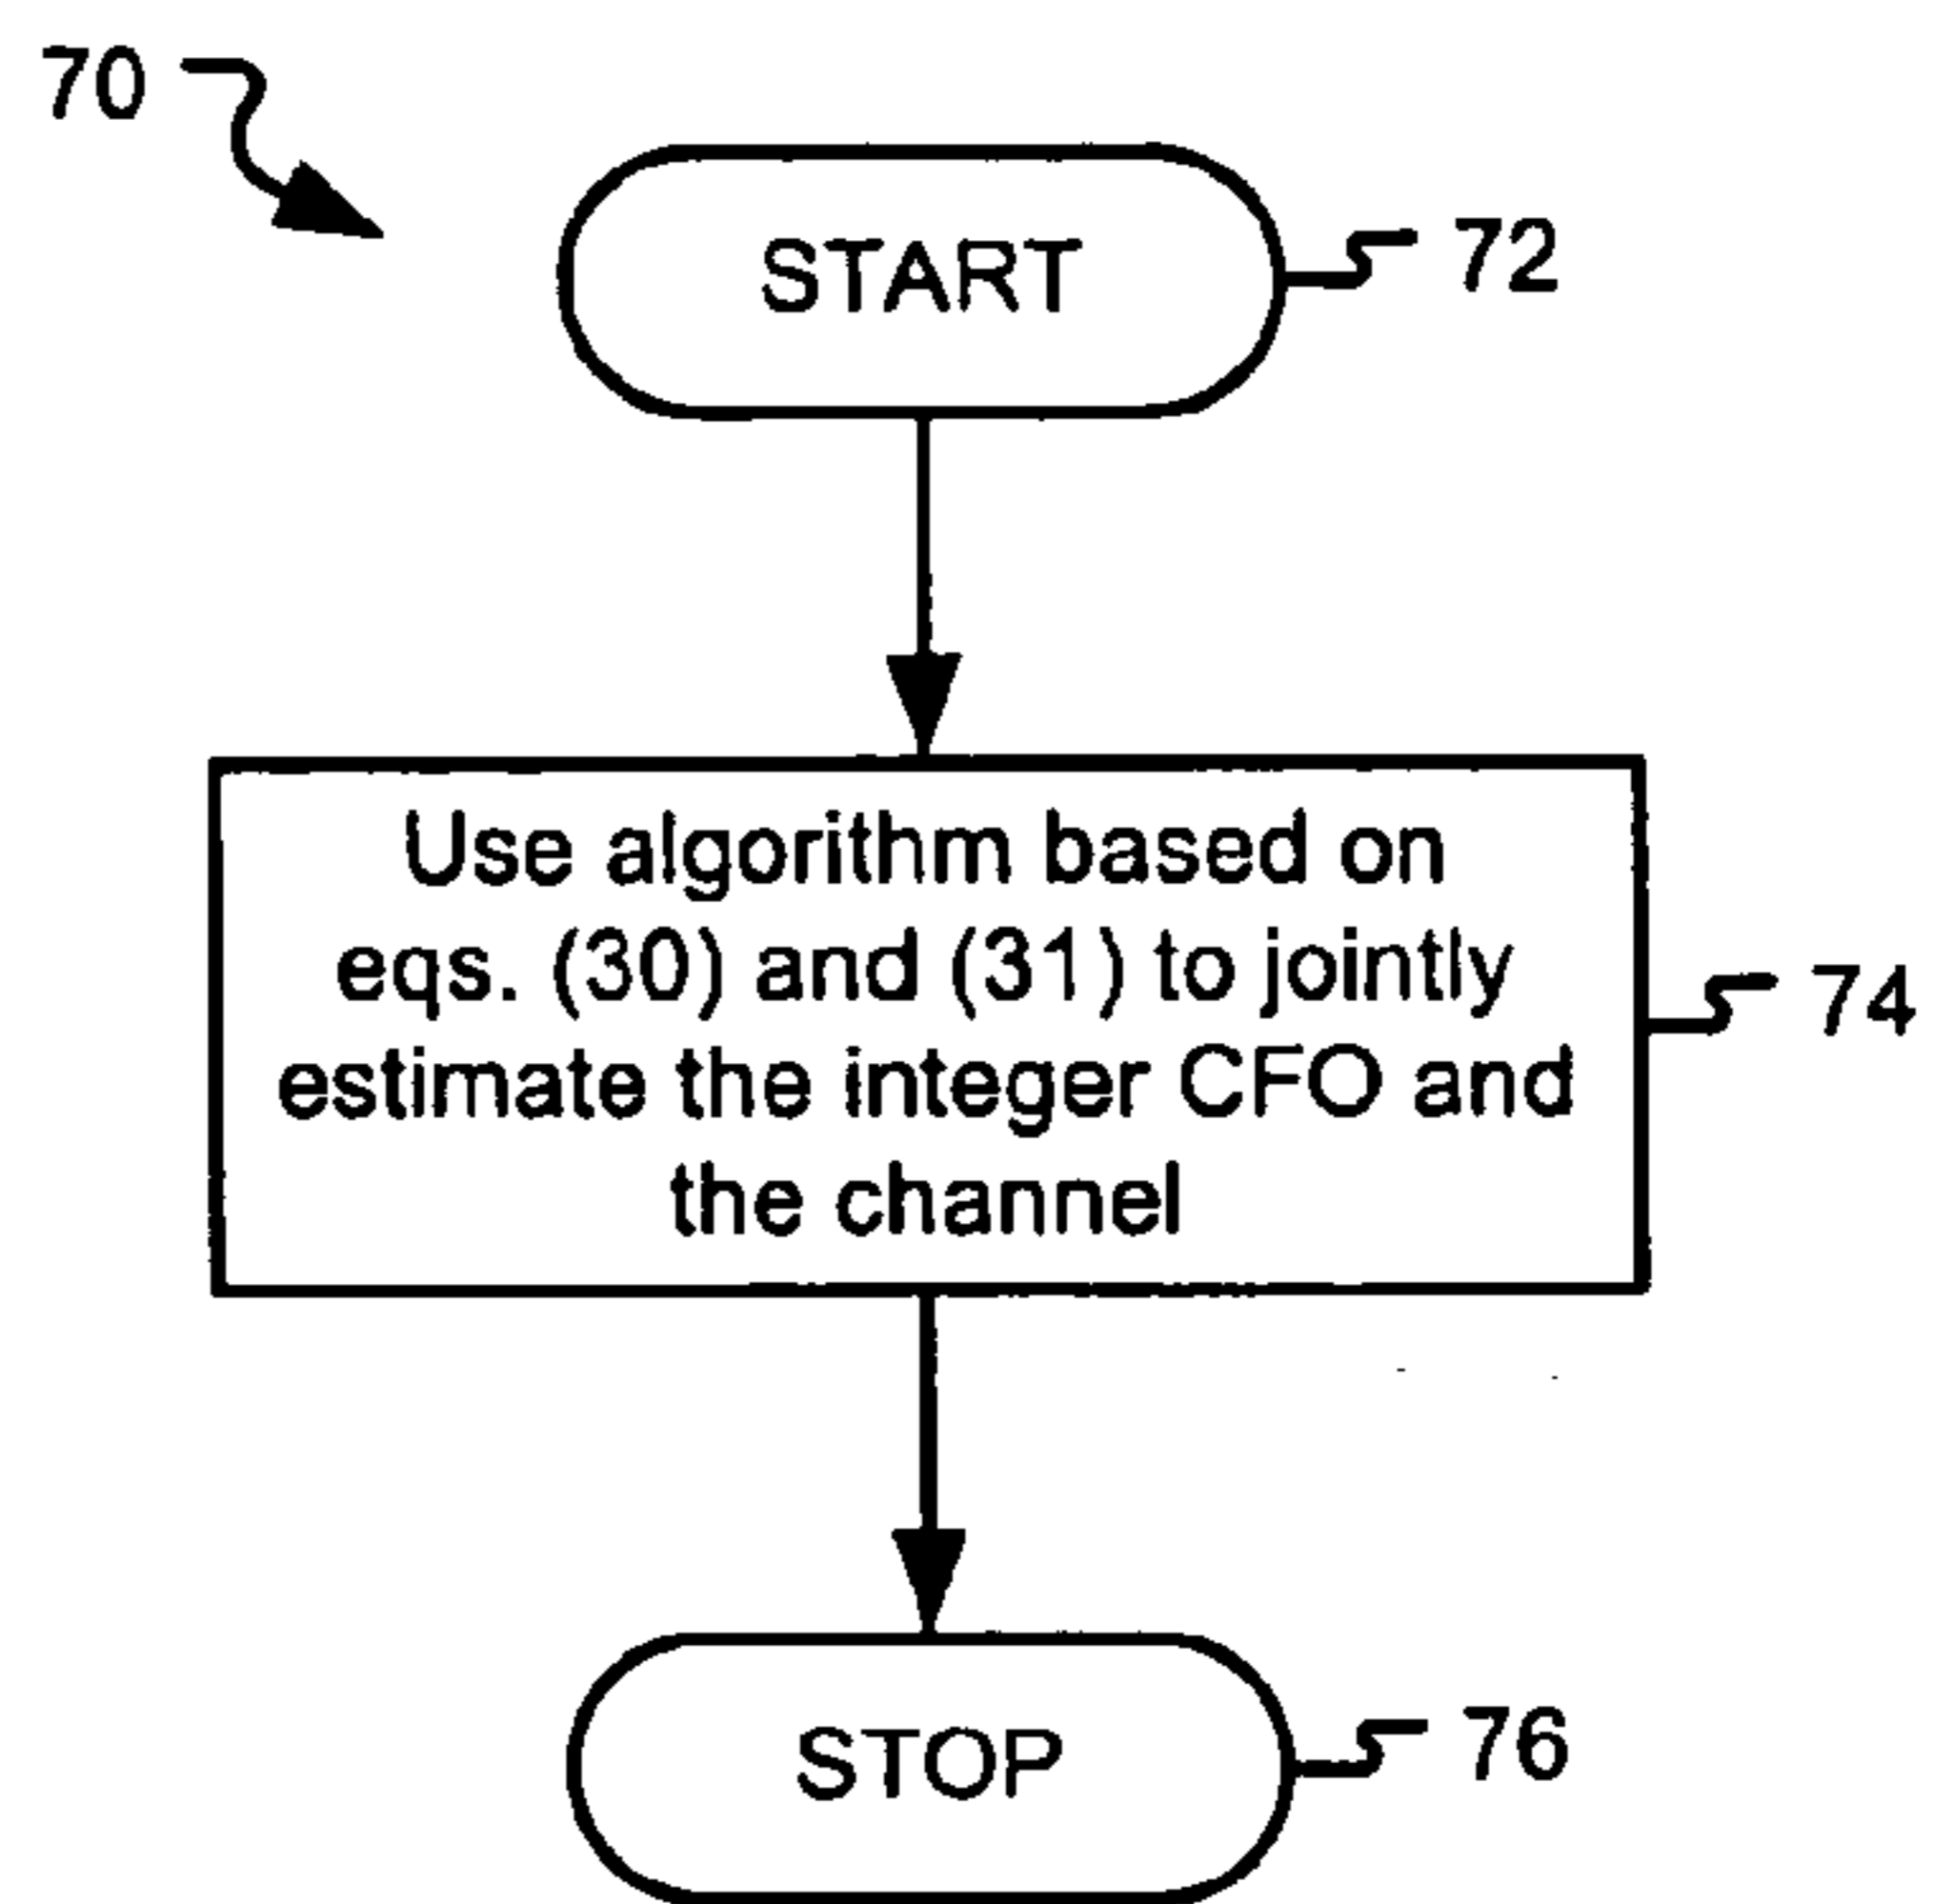 70
START
72
Use algorithm based on
eqs. (30) and (31) to jointly
estimate the integer CFO and
the channel
74
STOP
76